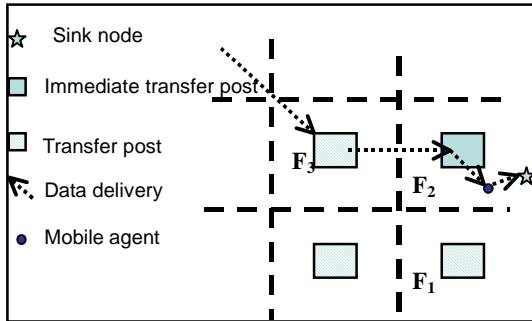 Sink node
Immediate transfer post
Transfer post
Data delivery
Mobile agent
F3
F2
F1